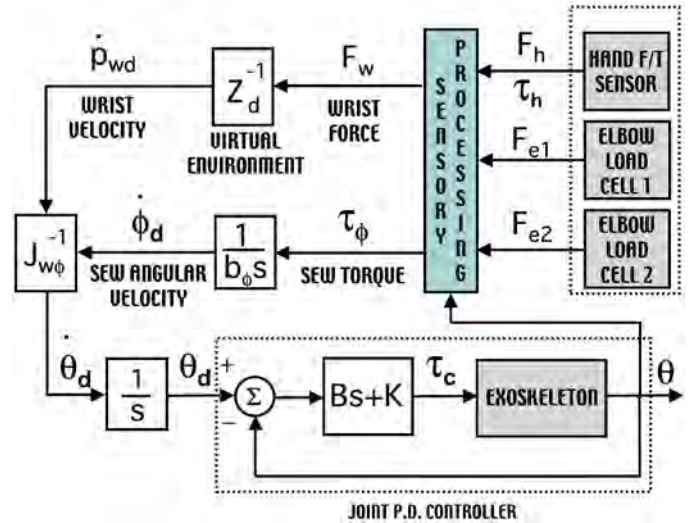 ṗwd
WRIST
VELOCITY
Zd⁻¹
VIRTUAL
ENVIRONMENT
Fw
WRIST
FORCE
SENSORY
PROCESSING
Fh
τh
HAND F/T
SENSOR
Fe1
ELBOW
LOAD
CELL 1
Fe2
ELBOW
LOAD
CELL 2
Jwφ⁻¹
φ̇d
SEW ANGULAR
VELOCITY
1
bφs
τφ
SEW TORQUE
θ̇d
1
s
θd
+
−
Σ
Bs+K
τc
EXOSKELETON
θ
JOINT P.D. CONTROLLER